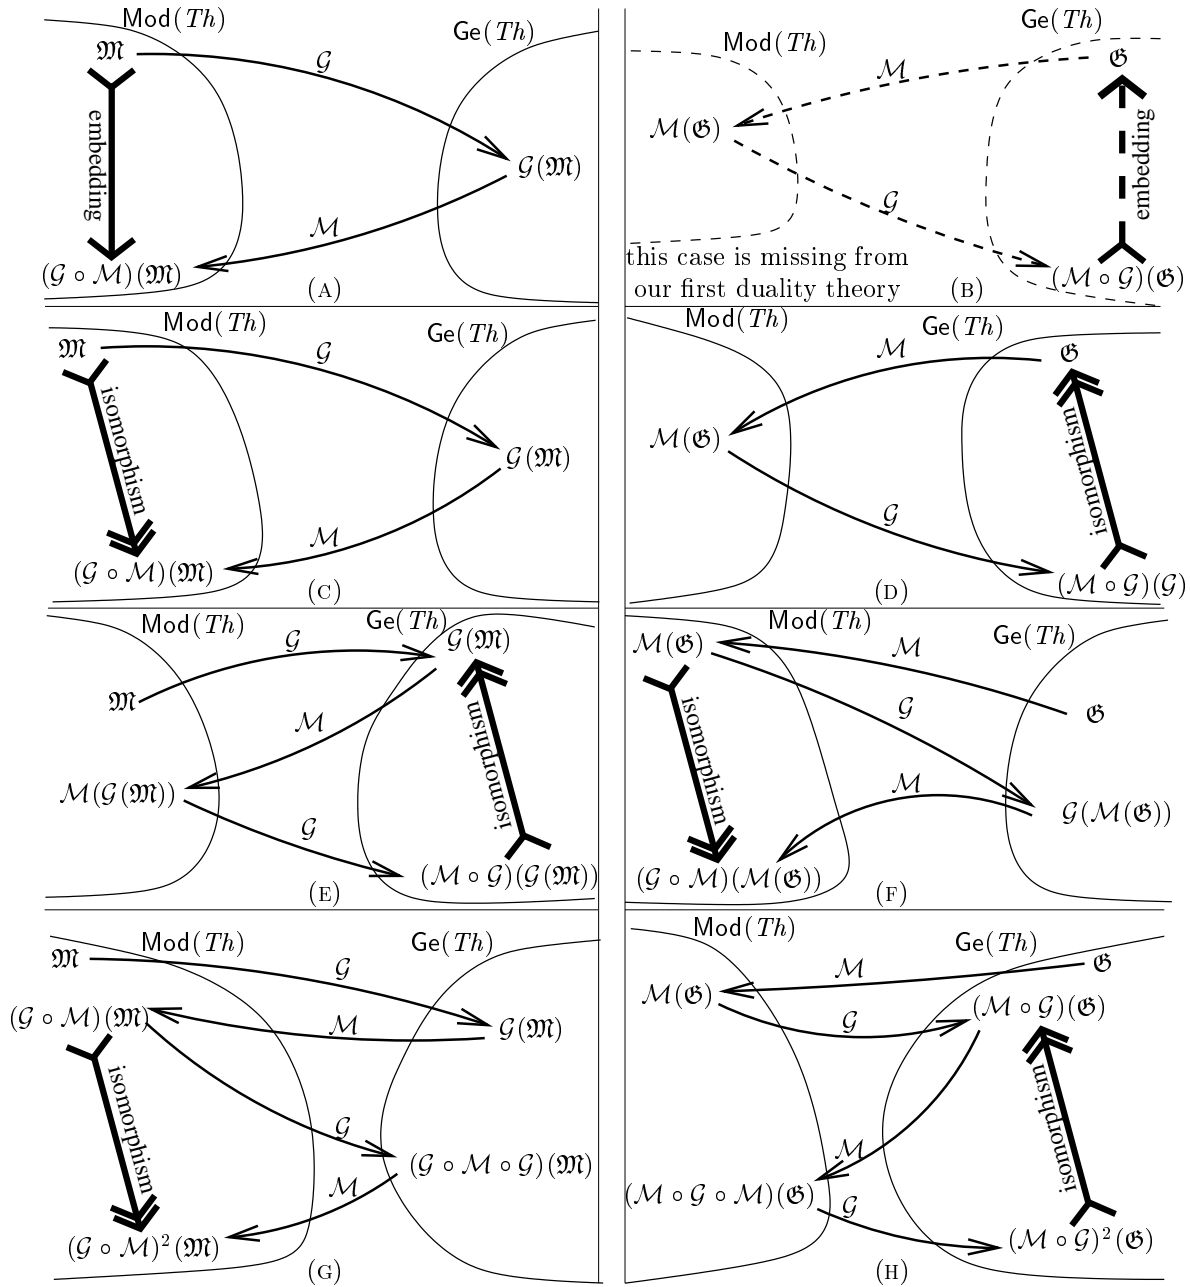 Mod(Th)
Ge(Th)
𝔐
𝒢
embedding
𝒢(𝔐)
ℳ
(𝒢 ∘ ℳ)(𝔐)
(A)
Ge(Th)
Mod(Th)
𝔊
ℳ
ℳ(𝔊)
embedding
𝒢
this case is missing from
our first duality theory
(B)
(ℳ ∘ 𝒢)(𝔊)
Mod(Th)
Ge(Th)
𝔐
𝒢
isomorphism
𝒢(𝔐)
ℳ
(𝒢 ∘ ℳ)(𝔐)
(C)
Mod(Th)
Ge(Th)
ℳ
𝔊
ℳ(𝔊)
isomorphism
𝒢
(ℳ ∘ 𝒢)(𝒢)
(D)
Mod(Th)
Ge(Th)
𝒢
𝒢(𝔐)
𝔐
ℳ
isomorphism
ℳ(𝒢(𝔐))
𝒢
(ℳ ∘ 𝒢)(𝒢(𝔐))
(E)
Mod(Th)
Ge(Th)
ℳ(𝔊)
ℳ
𝒢
𝔊
isomorphism
ℳ
𝒢(ℳ(𝔊))
(𝒢 ∘ ℳ)(ℳ(𝔊))
(F)
Mod(Th)
Ge(Th)
𝔐
𝒢
(𝒢 ∘ ℳ)(𝔐)
ℳ
𝒢(𝔐)
isomorphism
𝒢
(𝒢 ∘ ℳ ∘ 𝒢)(𝔐)
ℳ
(𝒢 ∘ ℳ)²(𝔐)
(G)
Mod(Th)
Ge(Th)
ℳ
𝔊
ℳ(𝔊)
𝒢
(ℳ ∘ 𝒢)(𝔊)
isomorphism
ℳ
(ℳ ∘ 𝒢 ∘ ℳ)(𝔊)
𝒢
(ℳ ∘ 𝒢)²(𝔊)
(H)